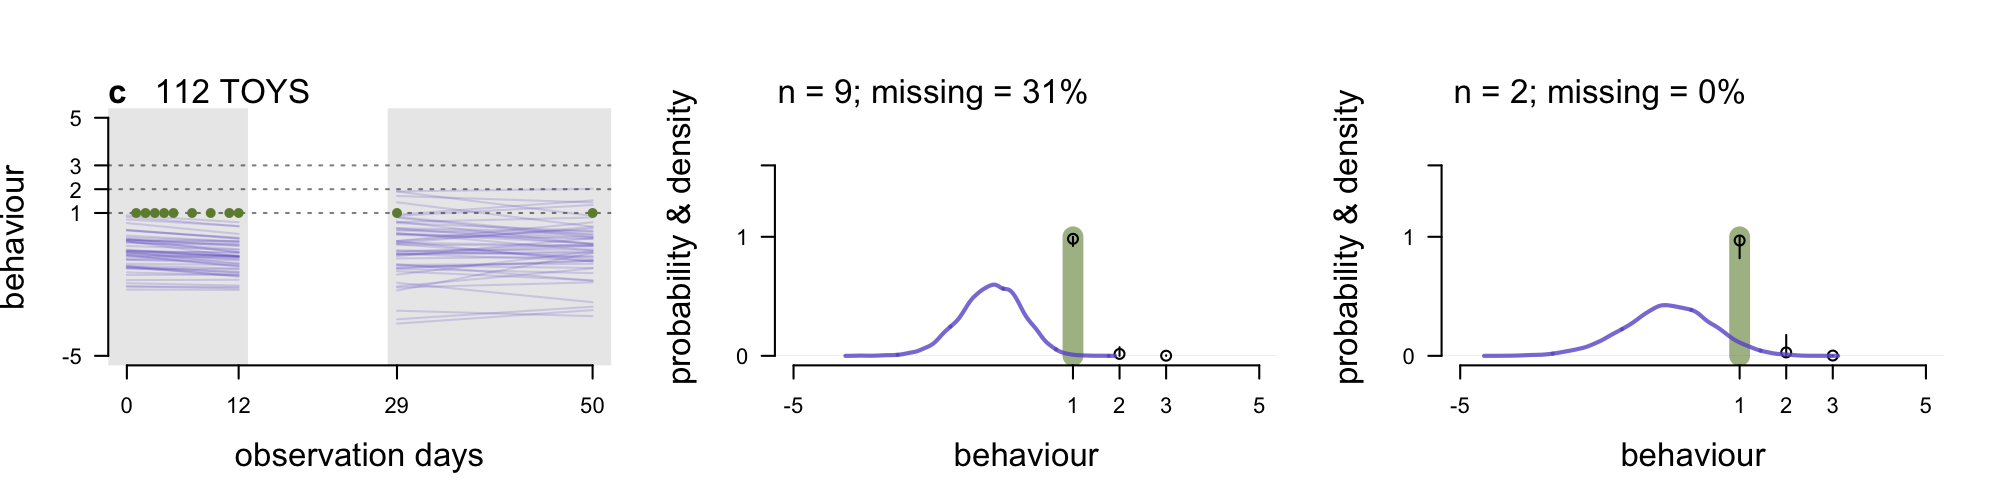 c 112 TOYS
behaviour
5
3
2
1
-5
0 12 29 50
observation days
n = 9; missing = 31%
probability & density
1
0
-5 1 2 3 5
behaviour
n = 2; missing = 0%
probability & density
1
0
-5 1 2 3 5
behaviour